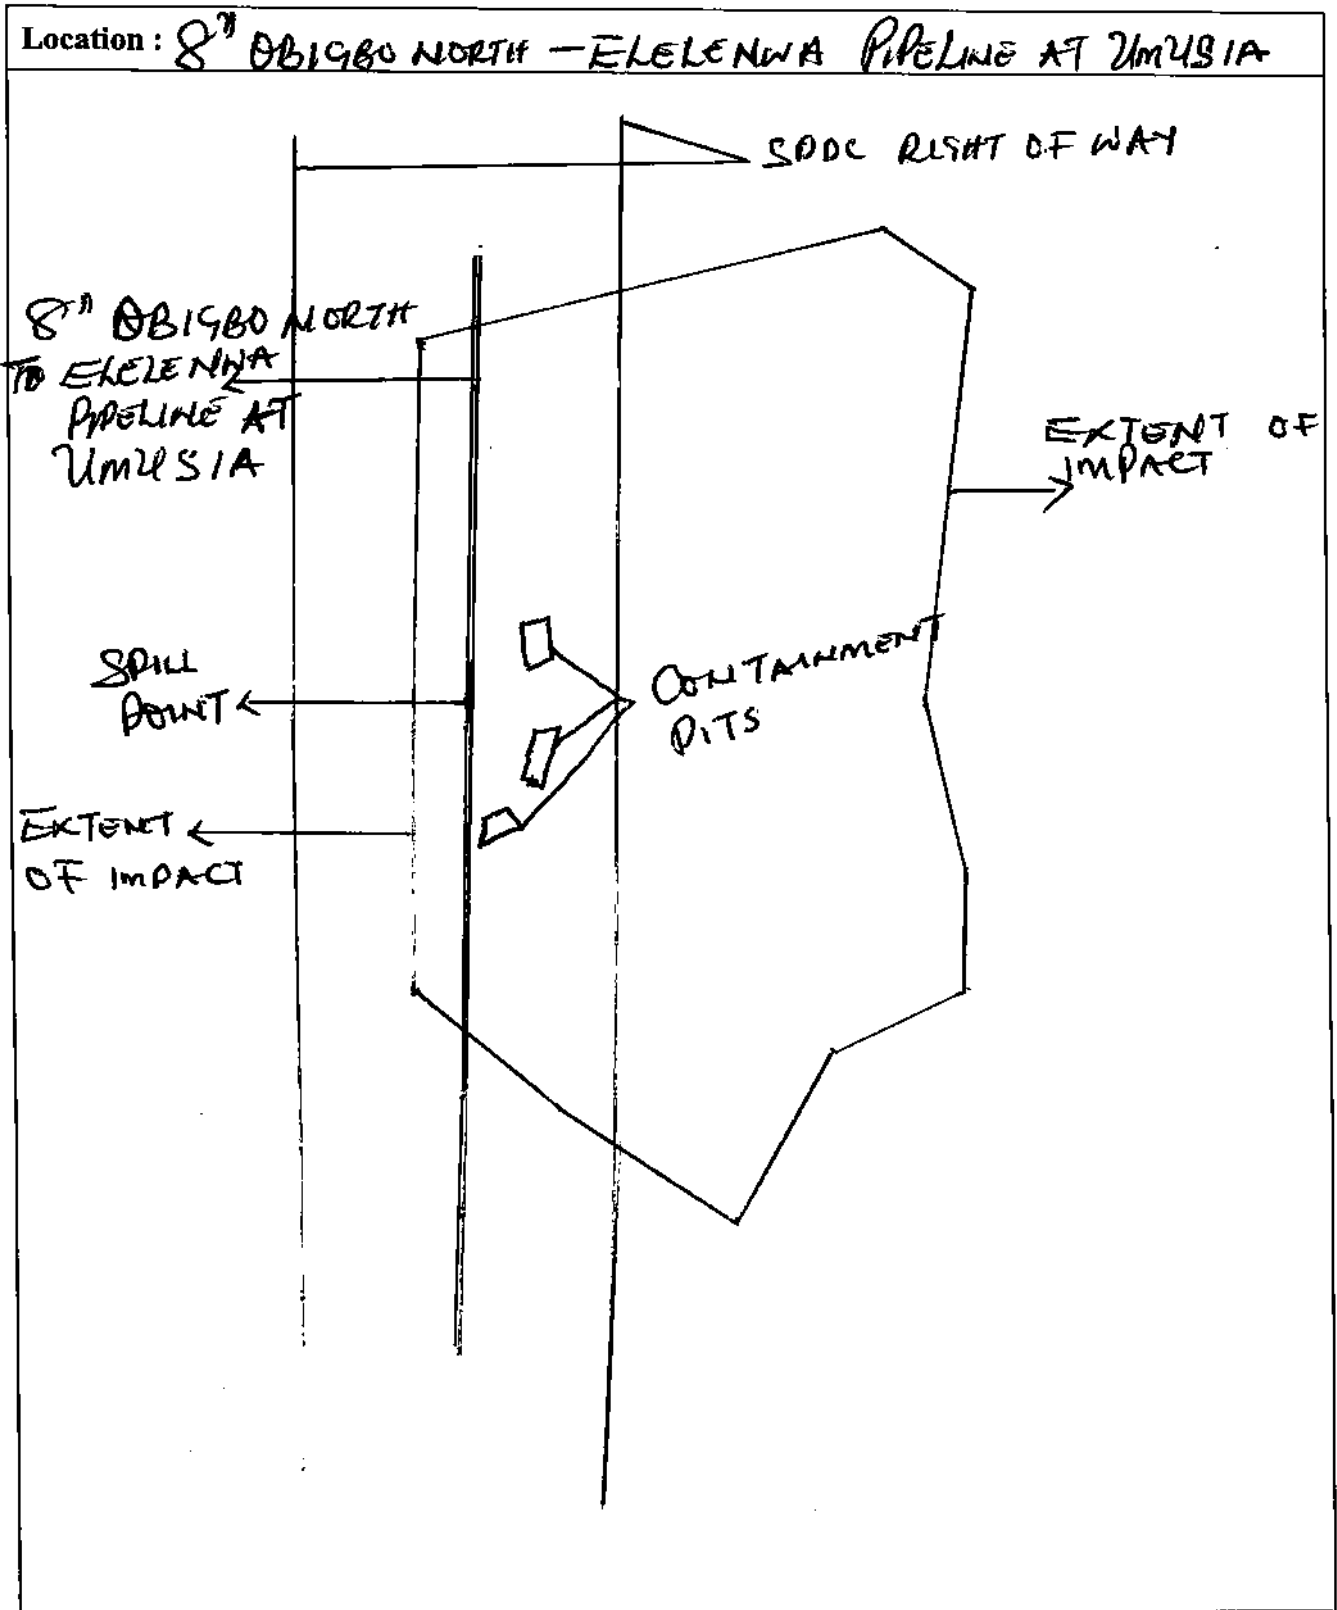 Location : 8" OBIGBO NORTH - ELELENWA PIPELINE AT UMUSIA
SPDC RIGHT OF WAY
8" OBIGBO NORTH
TO ELELENWA
PIPELINE AT
UMUSIA
EXTENT OF
IMPACT
SPILL
POINT
CONTAINMENT
PITS
EXTENT
OF IMPACT